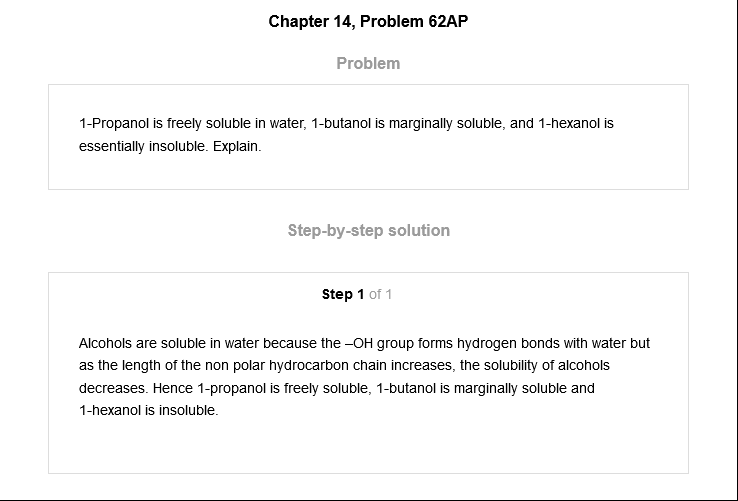 Chapter 14, Problem 62AP
Problem
1-Propanol is freely soluble in water, 1-butanol is marginally soluble, and 1-hexanol is
essentially insoluble. Explain.
Step-by-step solution
Step 1 of 1
Alcohols are soluble in water because the –OH group forms hydrogen bonds with water but
as the length of the non polar hydrocarbon chain increases, the solubility of alcohols
decreases. Hence 1-propanol is freely soluble, 1-butanol is marginally soluble and
1-hexanol is insoluble.